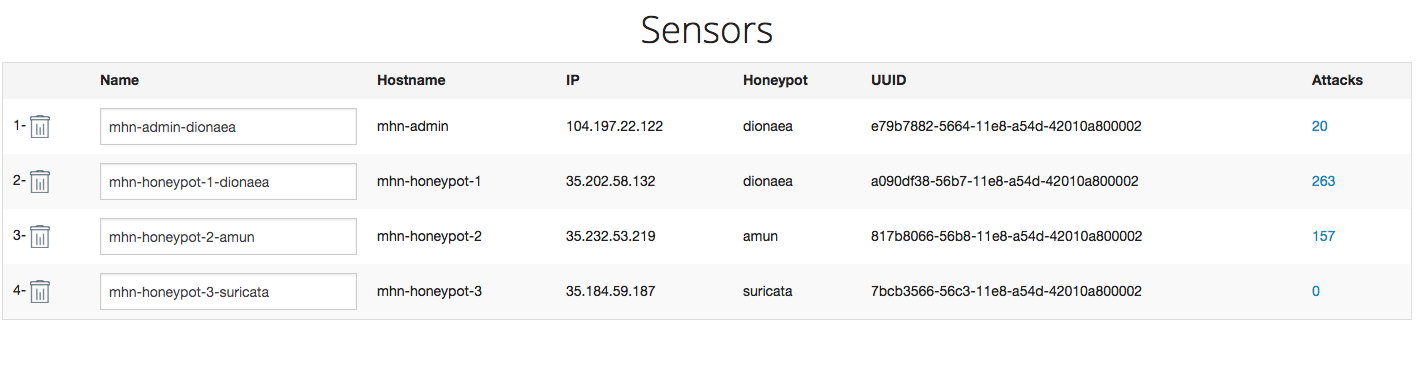 Sensors
Name Hostname IP Honeypot UUID Attacks
1- mhn-admin-dionaea mhn-admin 104.197.22.122 dionaea e79b7882-5664-11e8-a54d-42010a800002 20
2- mhn-honeypot-1-dionaea mhn-honeypot-1 35.202.58.132 dionaea a090df38-56b7-11e8-a54d-42010a800002 263
3- mhn-honeypot-2-amun mhn-honeypot-2 35.232.53.219 amun 817b8066-56b8-11e8-a54d-42010a800002 157
4- mhn-honeypot-3-suricata mhn-honeypot-3 35.184.59.187 suricata 7bcb3566-56c3-11e8-a54d-42010a800002 0